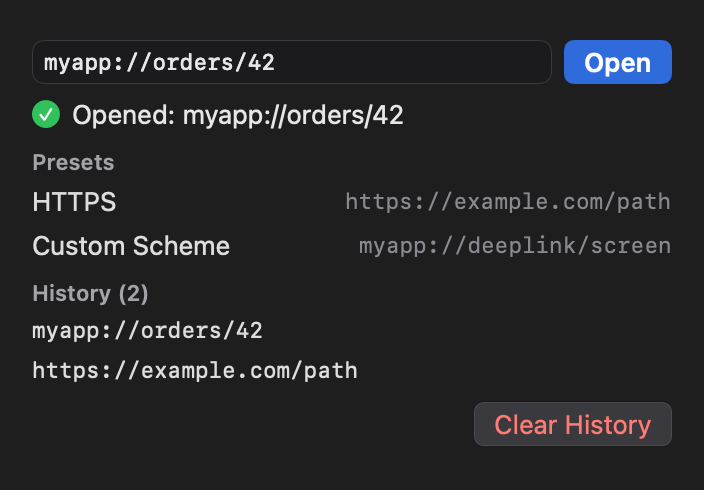 myapp://orders/42 Open
Opened: myapp://orders/42
Presets
HTTPS https://example.com/path
Custom Scheme myapp://deeplink/screen
History (2)
myapp://orders/42
https://example.com/path
Clear History